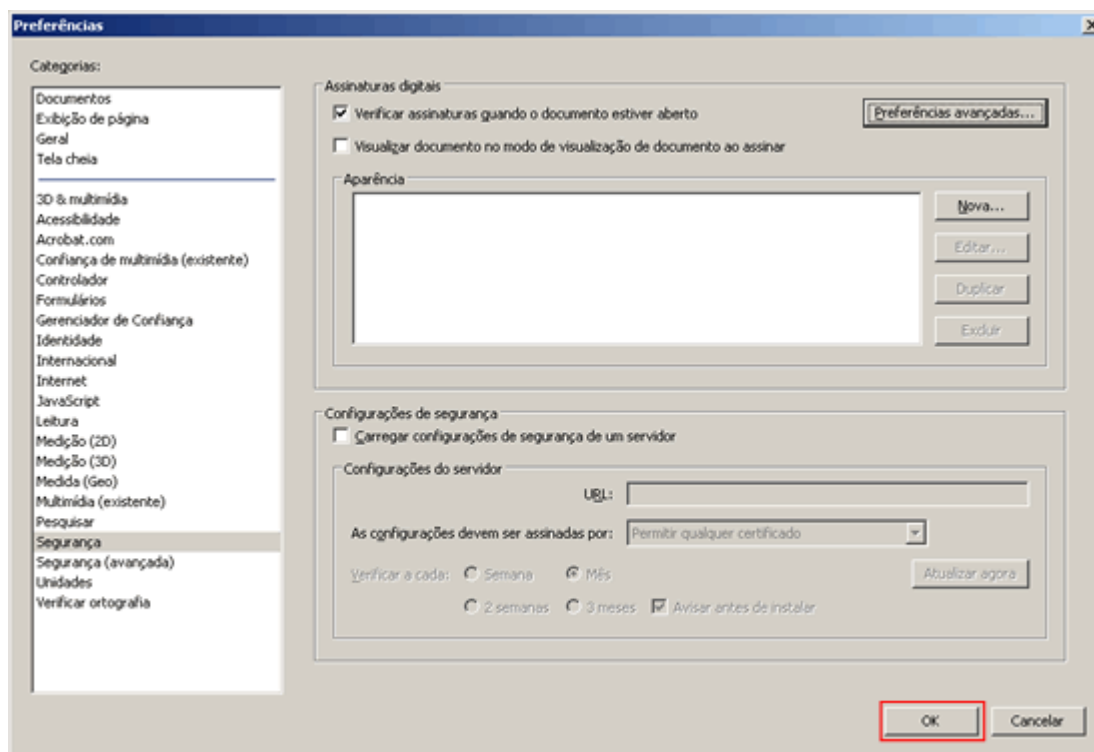 Preferências
Categorias:
Documentos
Exibição de página
Geral
Tela cheia
3D & multimídia
Acessibilidade
Acrobat.com
Confiança de multimídia (existente)
Controlador
Formulários
Gerenciador de Confiança
Identidade
Internacional
Internet
JavaScript
Leitura
Medição (2D)
Medição (3D)
Medida (Geo)
Multimídia (existente)
Pesquisar
Segurança
Segurança (avançada)
Unidades
Verificar ortografia
Assinaturas digitais
Verificar assinaturas quando o documento estiver aberto
Preferências avançadas...
Visualizar documento no modo de visualização de documento ao assinar
Aparência
Nova...
Editar...
Duplicar
Excluir
Configurações de segurança
Carregar configurações de segurança de um servidor
Configurações do servidor
URL:
As configurações devem ser assinadas por: Permitir qualquer certificado
Verificar a cada: Semana Mês Atualizar agora
2 semanas 3 meses Avisar antes de instalar
OK Cancelar